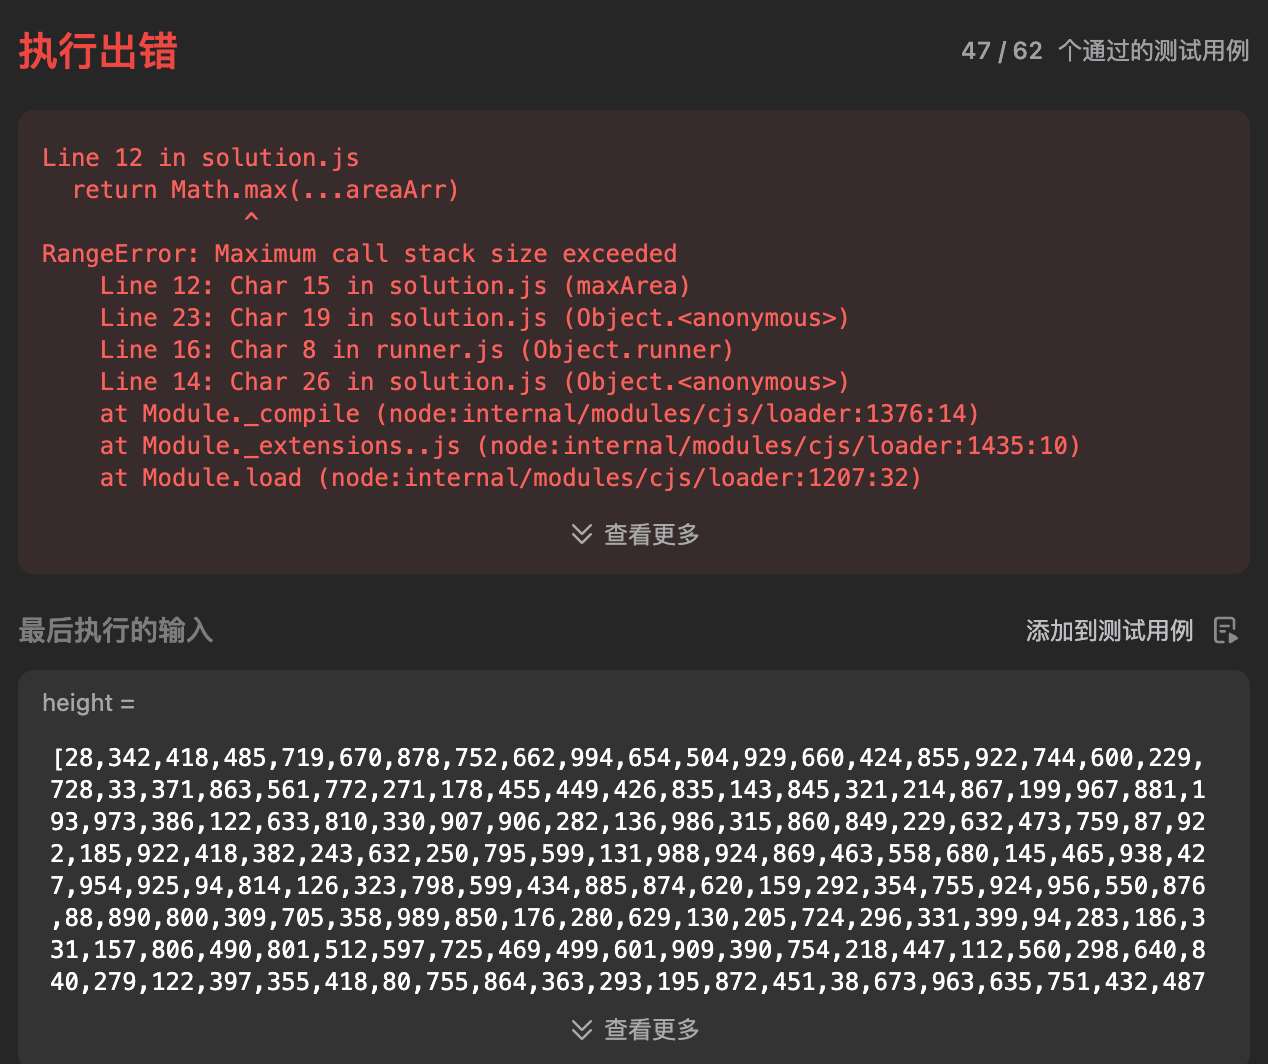 执行出错
47 / 62 个通过的测试用例
Line 12 in solution.js
return Math.max(...areaArr)
^
RangeError: Maximum call stack size exceeded
Line 12: Char 15 in solution.js (maxArea)
Line 23: Char 19 in solution.js (Object.<anonymous>)
Line 16: Char 8 in runner.js (Object.runner)
Line 14: Char 26 in solution.js (Object.<anonymous>)
at Module._compile (node:internal/modules/cjs/loader:1376:14)
at Module._extensions..js (node:internal/modules/cjs/loader:1435:10)
at Module.load (node:internal/modules/cjs/loader:1207:32)
查看更多
最后执行的输入
添加到测试用例
height =
[28,342,418,485,719,670,878,752,662,994,654,504,929,660,424,855,922,744,600,229,
728,33,371,863,561,772,271,178,455,449,426,835,143,845,321,214,867,199,967,881,1
93,973,386,122,633,810,330,907,906,282,136,986,315,860,849,229,632,473,759,87,92
2,185,922,418,382,243,632,250,795,599,131,988,924,869,463,558,680,145,465,938,42
7,954,925,94,814,126,323,798,599,434,885,874,620,159,292,354,755,924,956,550,876
,88,890,800,309,705,358,989,850,176,280,629,130,205,724,296,331,399,94,283,186,3
31,157,806,490,801,512,597,725,469,499,601,909,390,754,218,447,112,560,298,640,8
40,279,122,397,355,418,80,755,864,363,293,195,872,451,38,673,963,635,751,432,487
查看更多